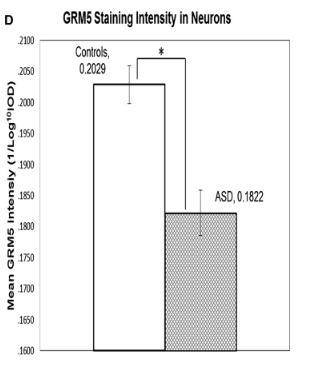 D
GRM5 Staining Intensity in Neurons
Mean GRM5 Intensiy (1/Log¹⁰IOD)
.2100
.2050
.2000
.1950
.1900
.1850
.1800
.1750
.1700
.1650
.1600
Controls,
0.2029
*
ASD, 0.1822